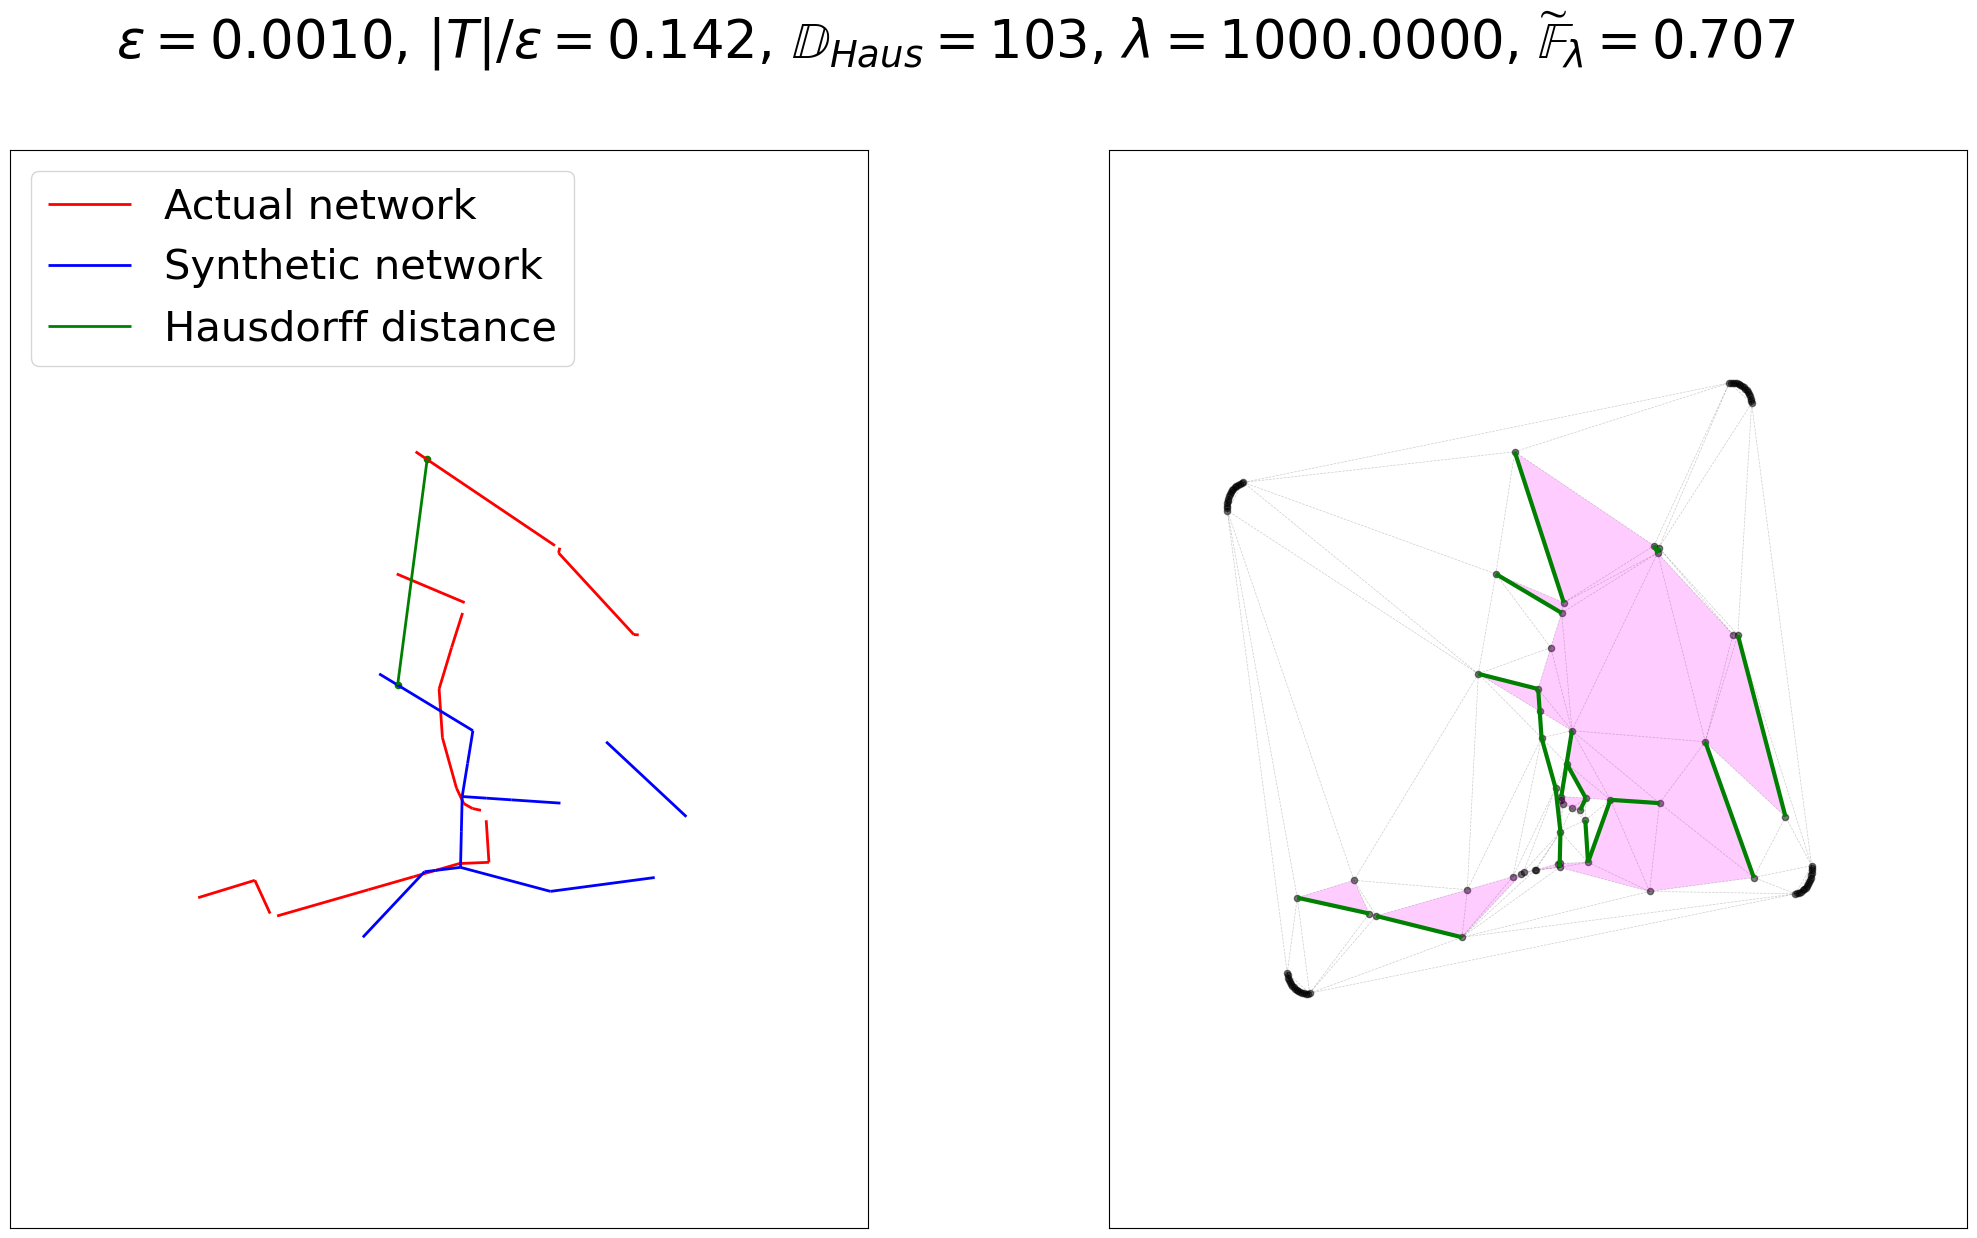 ε = 0.0010, |T|/ε = 0.142, 𝔻_Haus = 103, λ = 1000.0000, 𝔽̃_λ = 0.707
Actual network
Synthetic network
Hausdorff distance